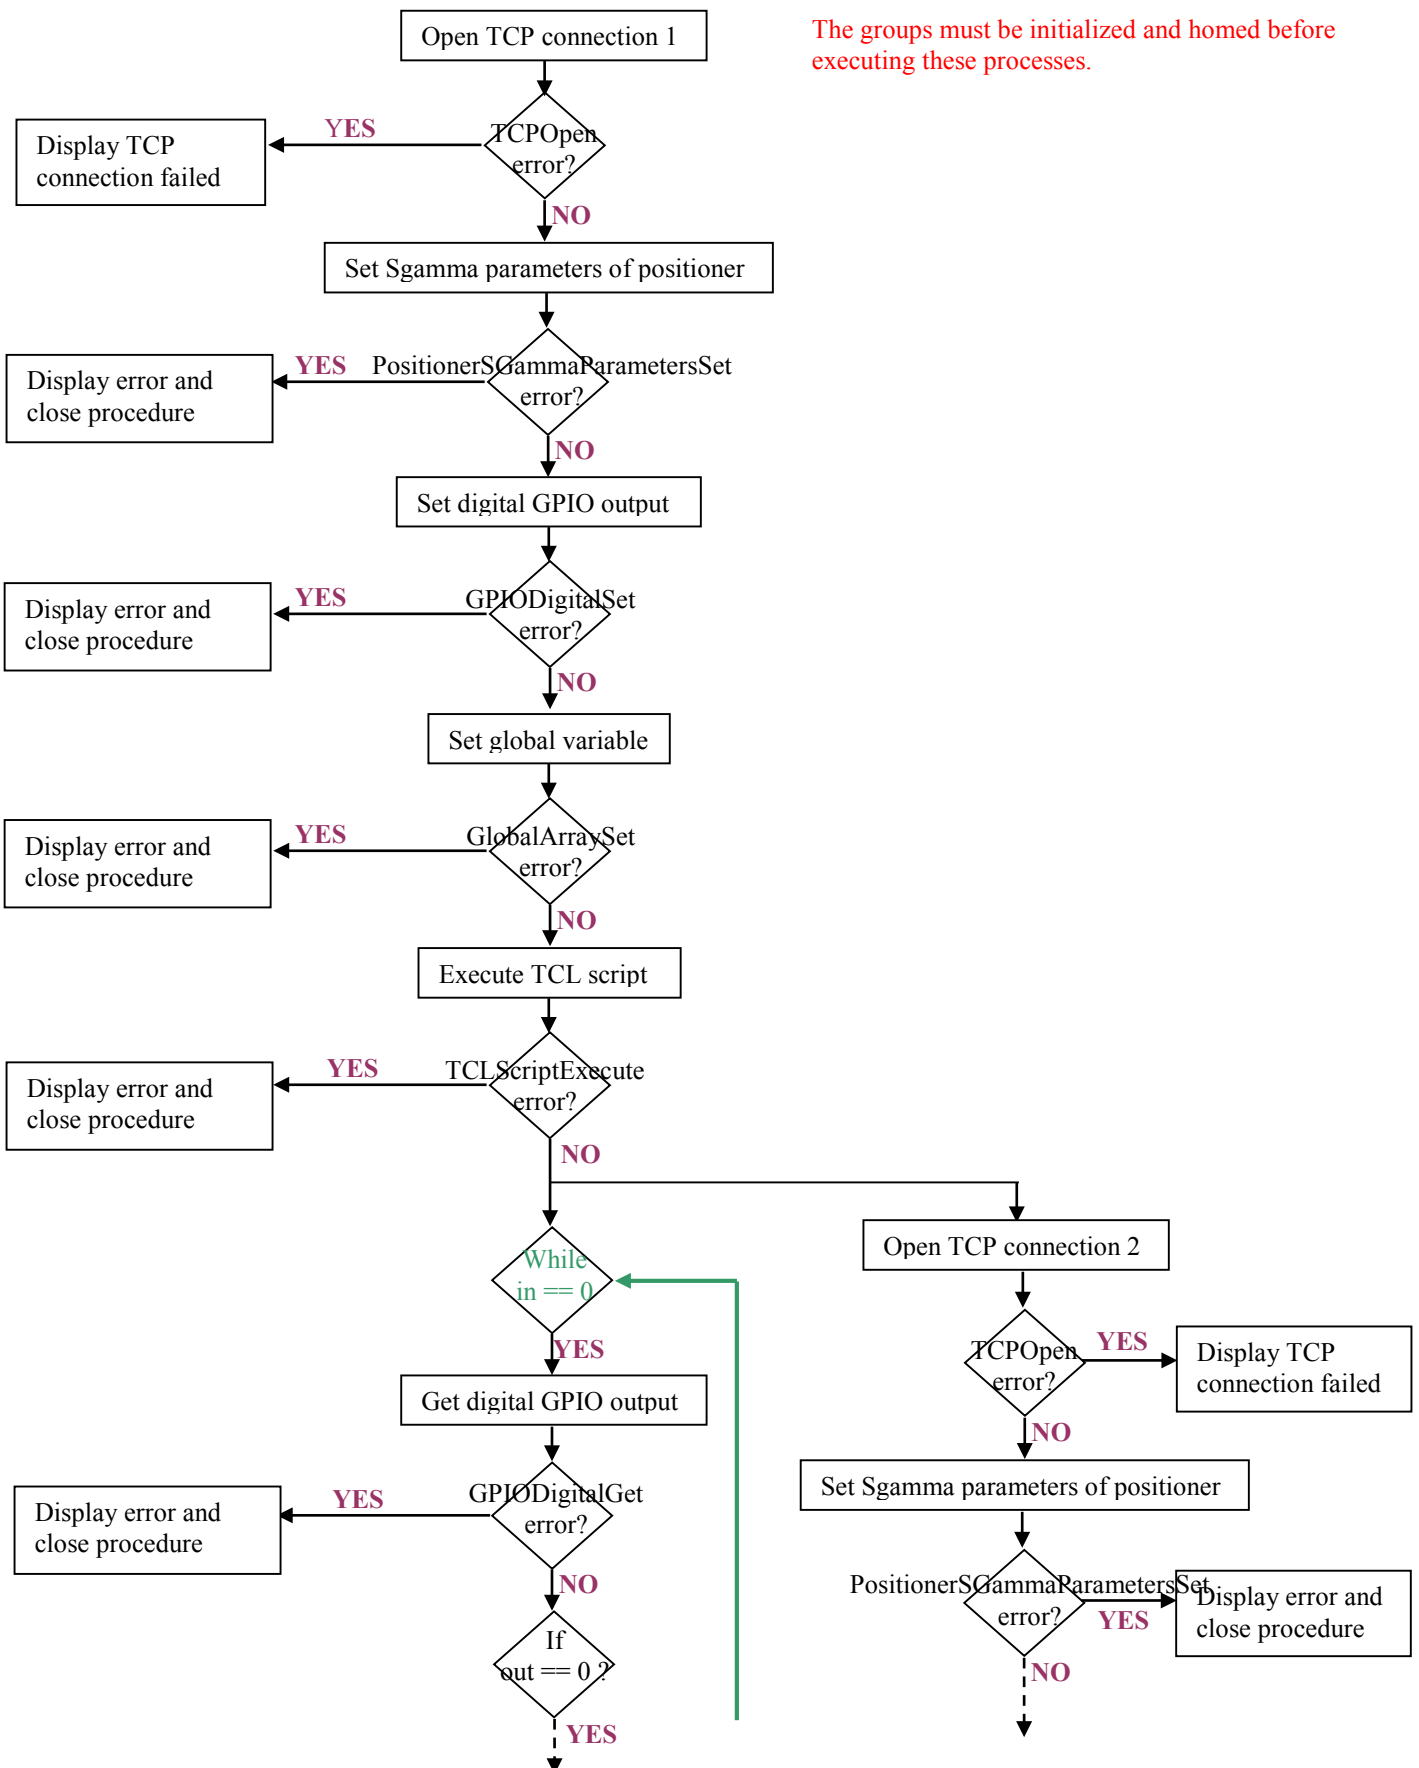 Open TCP connection 1
The groups must be initialized and homed before
executing these processes.
TCPOpen
error?
YES
Display TCP
connection failed
NO
Set Sgamma parameters of positioner
PositionerSGammaParametersSet
error?
YES
Display error and
close procedure
NO
Set digital GPIO output
GPIODigitalSet
error?
YES
Display error and
close procedure
NO
Set global variable
GlobalArraySet
error?
YES
Display error and
close procedure
NO
Execute TCL script
TCLScriptExecute
error?
YES
Display error and
close procedure
NO
While
in == 0
YES
Get digital GPIO output
GPIODigitalGet
error?
YES
Display error and
close procedure
NO
If
out == 0 ?
YES
Open TCP connection 2
TCPOpen
error?
YES
Display TCP
connection failed
NO
Set Sgamma parameters of positioner
PositionerSGammaParametersSet
error?
YES
Display error and
close procedure
NO